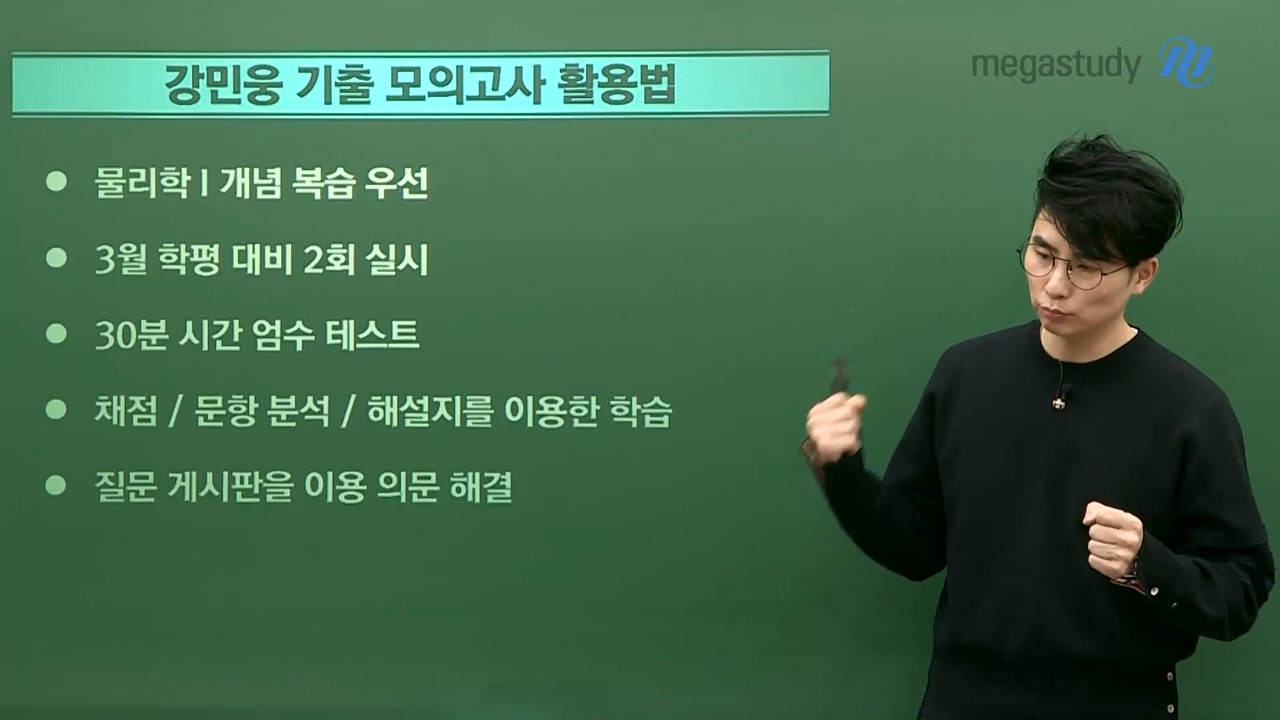 강민웅 기출 모의고사 활용법
megastudy
물리학 I 개념 복습 우선
3월 학평 대비 2회 실시
30분 시간 엄수 테스트
채점 / 문항 분석 / 해설지를 이용한 학습
질문 게시판을 이용 의문 해결